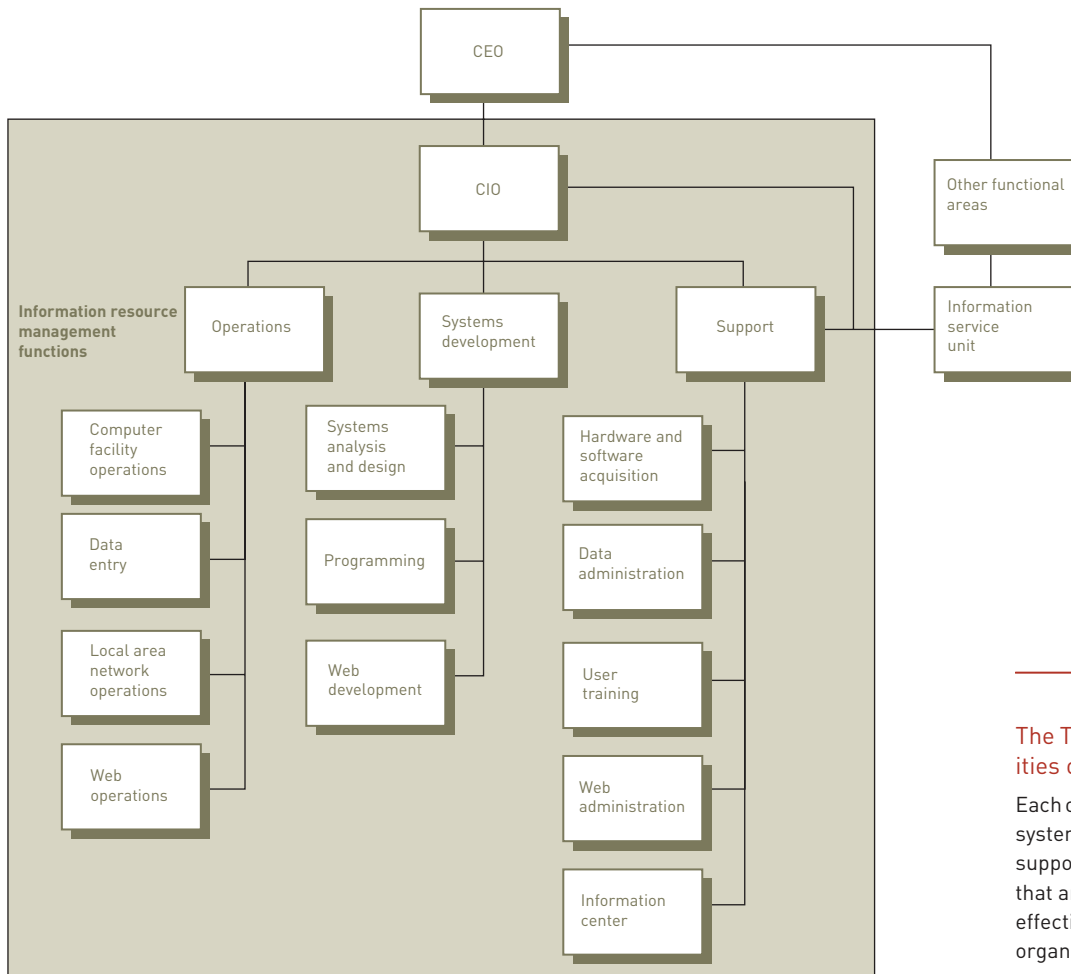 CEO
CIO
Other functional
areas
Information resource
management
functions
Operations
Systems
development
Support
Information
service
unit
Computer
facility
operations
Data
entry
Local area
network
operations
Web
operations
Systems
analysis
and design
Programming
Web
development
Hardware and
software
acquisition
Data
administration
User
training
Web
administration
Information
center
The T
ities o
Each o
system
suppo
that a
effecti
organ